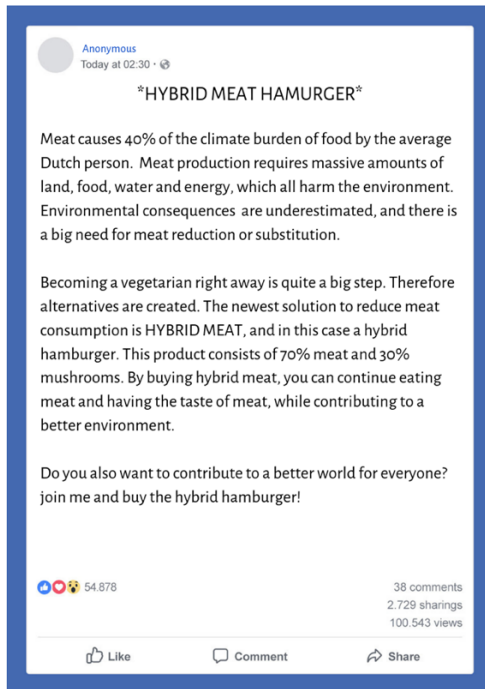 Anonymous
Today at 02:30 ·
*HYBRID MEAT HAMURGER*
Meat causes 40% of the climate burden of food by the average
Dutch person. Meat production requires massive amounts of
land, food, water and energy, which all harm the environment.
Environmental consequences are underestimated, and there is
a big need for meat reduction or substitution.
Becoming a vegetarian right away is quite a big step. Therefore
alternatives are created. The newest solution to reduce meat
consumption is HYBRID MEAT, and in this case a hybrid
hamburger. This product consists of 70% meat and 30%
mushrooms. By buying hybrid meat, you can continue eating
meat and having the taste of meat, while contributing to a
better environment.
Do you also want to contribute to a better world for everyone?
join me and buy the hybrid hamburger!
54.878
38 comments
2.729 sharings
100.543 views
Like Comment Share